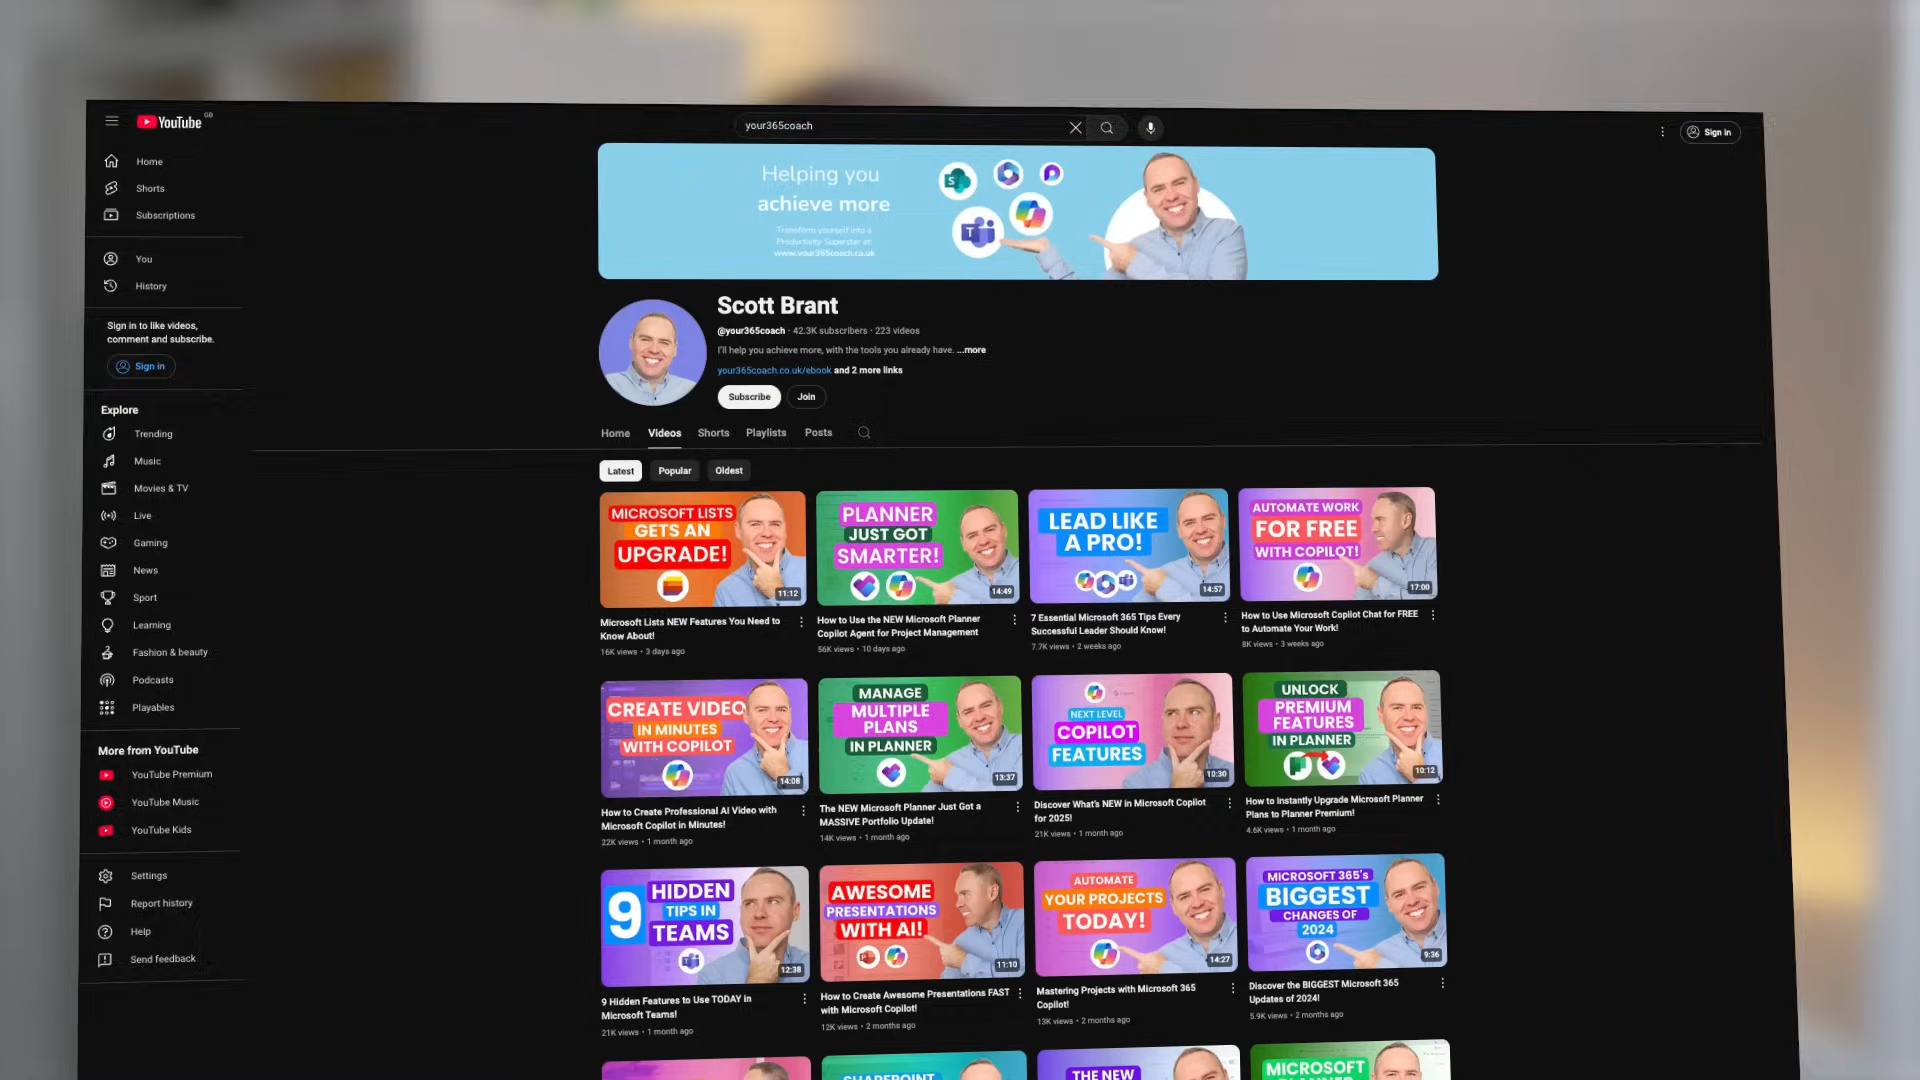 YouTube GB
your365coach
Sign in
Home
Shorts
Subscriptions
You
History
Sign in to like videos,
comment and subscribe.
Sign in
Explore
Trending
Music
Movies & TV
Live
Gaming
News
Sport
Learning
Fashion & beauty
Podcasts
Playables
More from YouTube
YouTube Premium
YouTube Music
YouTube Kids
Settings
Report history
Help
Send feedback
Helping you
achieve more
Transform yourself into a
Productivity Superstar at:
www.your365coach.co.uk
Scott Brant
@your365coach · 42.3K subscribers · 223 videos
I'll help you achieve more, with the tools you already have. ...more
your365coach.co.uk/ebook and 2 more links
Subscribe
Join
Home Videos Shorts Playlists Posts
Latest Popular Oldest
MICROSOFT LISTS
GETS AN
UPGRADE!
11:12
Microsoft Lists NEW Features You Need to
Know About!
16K views • 3 days ago
PLANNER
JUST GOT
SMARTER!
14:49
How to Use the NEW Microsoft Planner
Copilot Agent for Project Management
56K views • 10 days ago
LEAD LIKE
A PRO!
14:57
7 Essential Microsoft 365 Tips Every
Successful Leader Should Know!
7.7K views • 2 weeks ago
AUTOMATE WORK
FOR FREE
WITH COPILOT!
17:00
How to Use Microsoft Copilot Chat for FREE
to Automate Your Work!
8K views • 3 weeks ago
CREATE VIDEO
IN MINUTES
WITH COPILOT
14:08
How to Create Professional AI Video with
Microsoft Copilot in Minutes!
22K views • 1 month ago
MANAGE
MULTIPLE
PLANS
IN PLANNER
13:37
The NEW Microsoft Planner Just Got a
MASSIVE Portfolio Update!
14K views • 1 month ago
NEXT LEVEL
COPILOT
FEATURES
10:30
Discover What's NEW in Microsoft Copilot
for 2025!
21K views • 1 month ago
UNLOCK
PREMIUM
FEATURES
IN PLANNER
10:12
How to Instantly Upgrade Microsoft Planner
Plans to Planner Premium!
4.6K views • 1 month ago
9 HIDDEN
TIPS IN
TEAMS
12:38
9 Hidden Features to Use TODAY in
Microsoft Teams!
21K views • 1 month ago
AWESOME
PRESENTATIONS
WITH AI!
11:10
How to Create Awesome Presentations FAST
with Microsoft Copilot!
12K views • 2 months ago
AUTOMATE
YOUR PROJECTS
TODAY!
14:27
Mastering Projects with Microsoft 365
Copilot!
13K views • 2 months ago
MICROSOFT 365's
BIGGEST
CHANGES OF
2024
9:36
Discover the BIGGEST Microsoft 365
Updates of 2024!
5.9K views • 2 months ago
SHAREPOINT
THE NEW
MICROSOFT
PLANNER